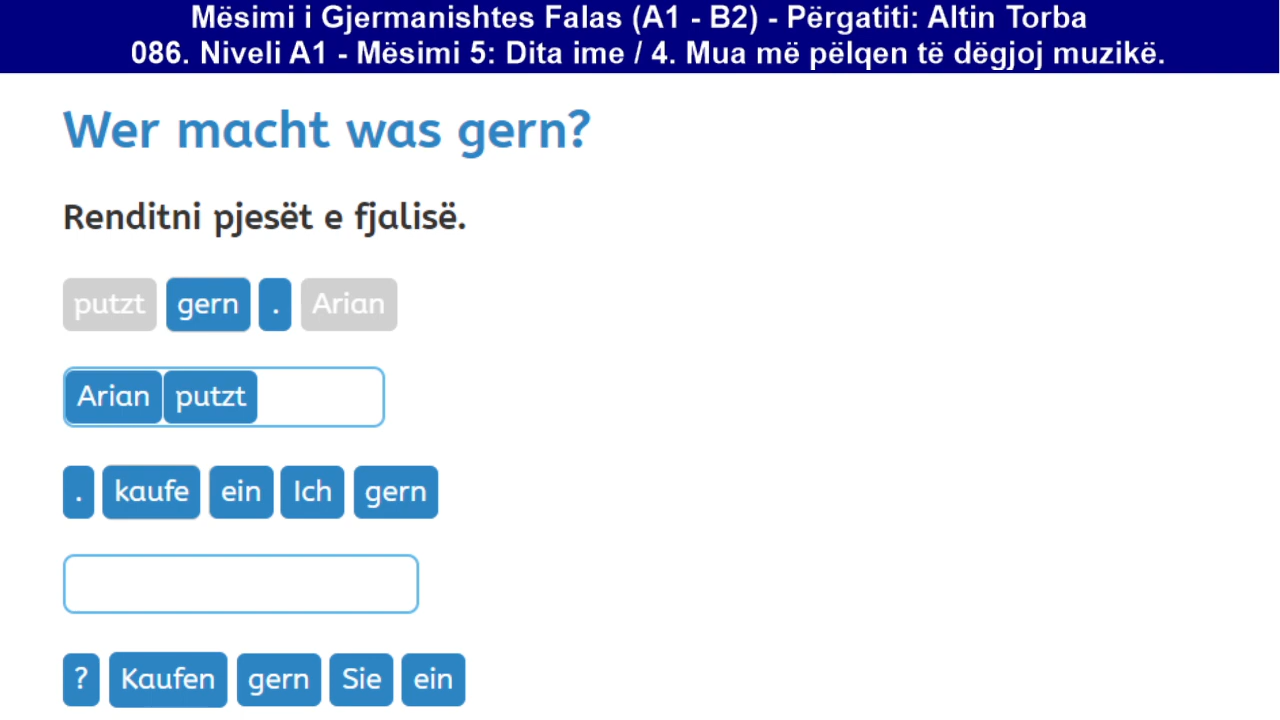 Mësimi i Gjermanishtes Falas (A1 - B2) - Përgatiti: Altin Torba
086. Niveli A1 - Mësimi 5: Dita ime / 4. Mua më pëlqen të dëgjoj muzikë.
Wer macht was gern?
Renditni pjesët e fjalisë.
putzt gern . Arian
Arian putzt
. kaufe ein Ich gern
? Kaufen gern Sie ein